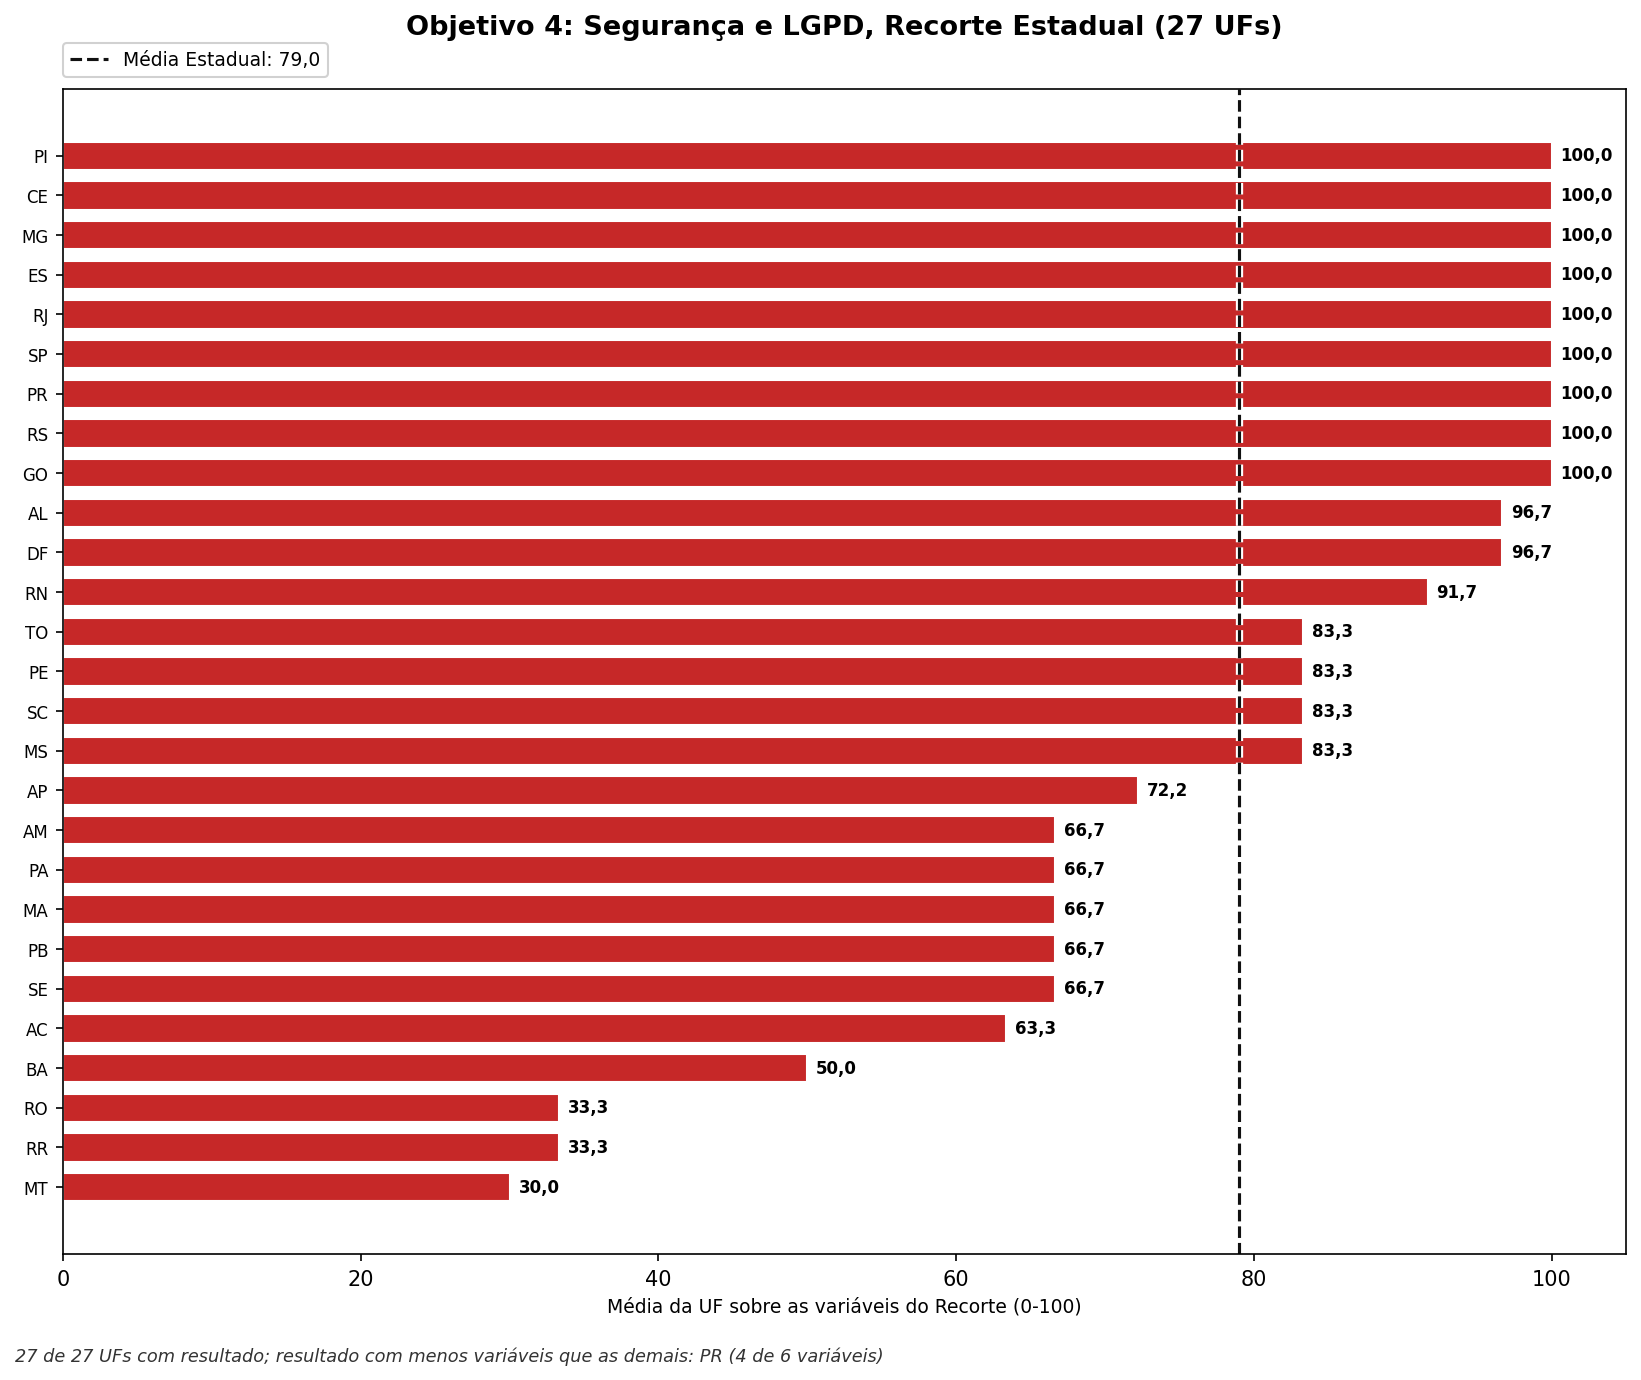 Objetivo 4: Segurança e LGPD, Recorte Estadual (27 UFs)
Média Estadual: 79,0
PI 100,0
CE 100,0
MG 100,0
ES 100,0
RJ 100,0
SP 100,0
PR 100,0
RS 100,0
GO 100,0
AL 96,7
DF 96,7
RN 91,7
TO 83,3
PE 83,3
SC 83,3
MS 83,3
AP 72,2
AM 66,7
PA 66,7
MA 66,7
PB 66,7
SE 66,7
AC 63,3
BA 50,0
RO 33,3
RR 33,3
MT 30,0
0 20 40 60 80 100
Média da UF sobre as variáveis do Recorte (0-100)
27 de 27 UFs com resultado; resultado com menos variáveis que as demais: PR (4 de 6 variáveis)